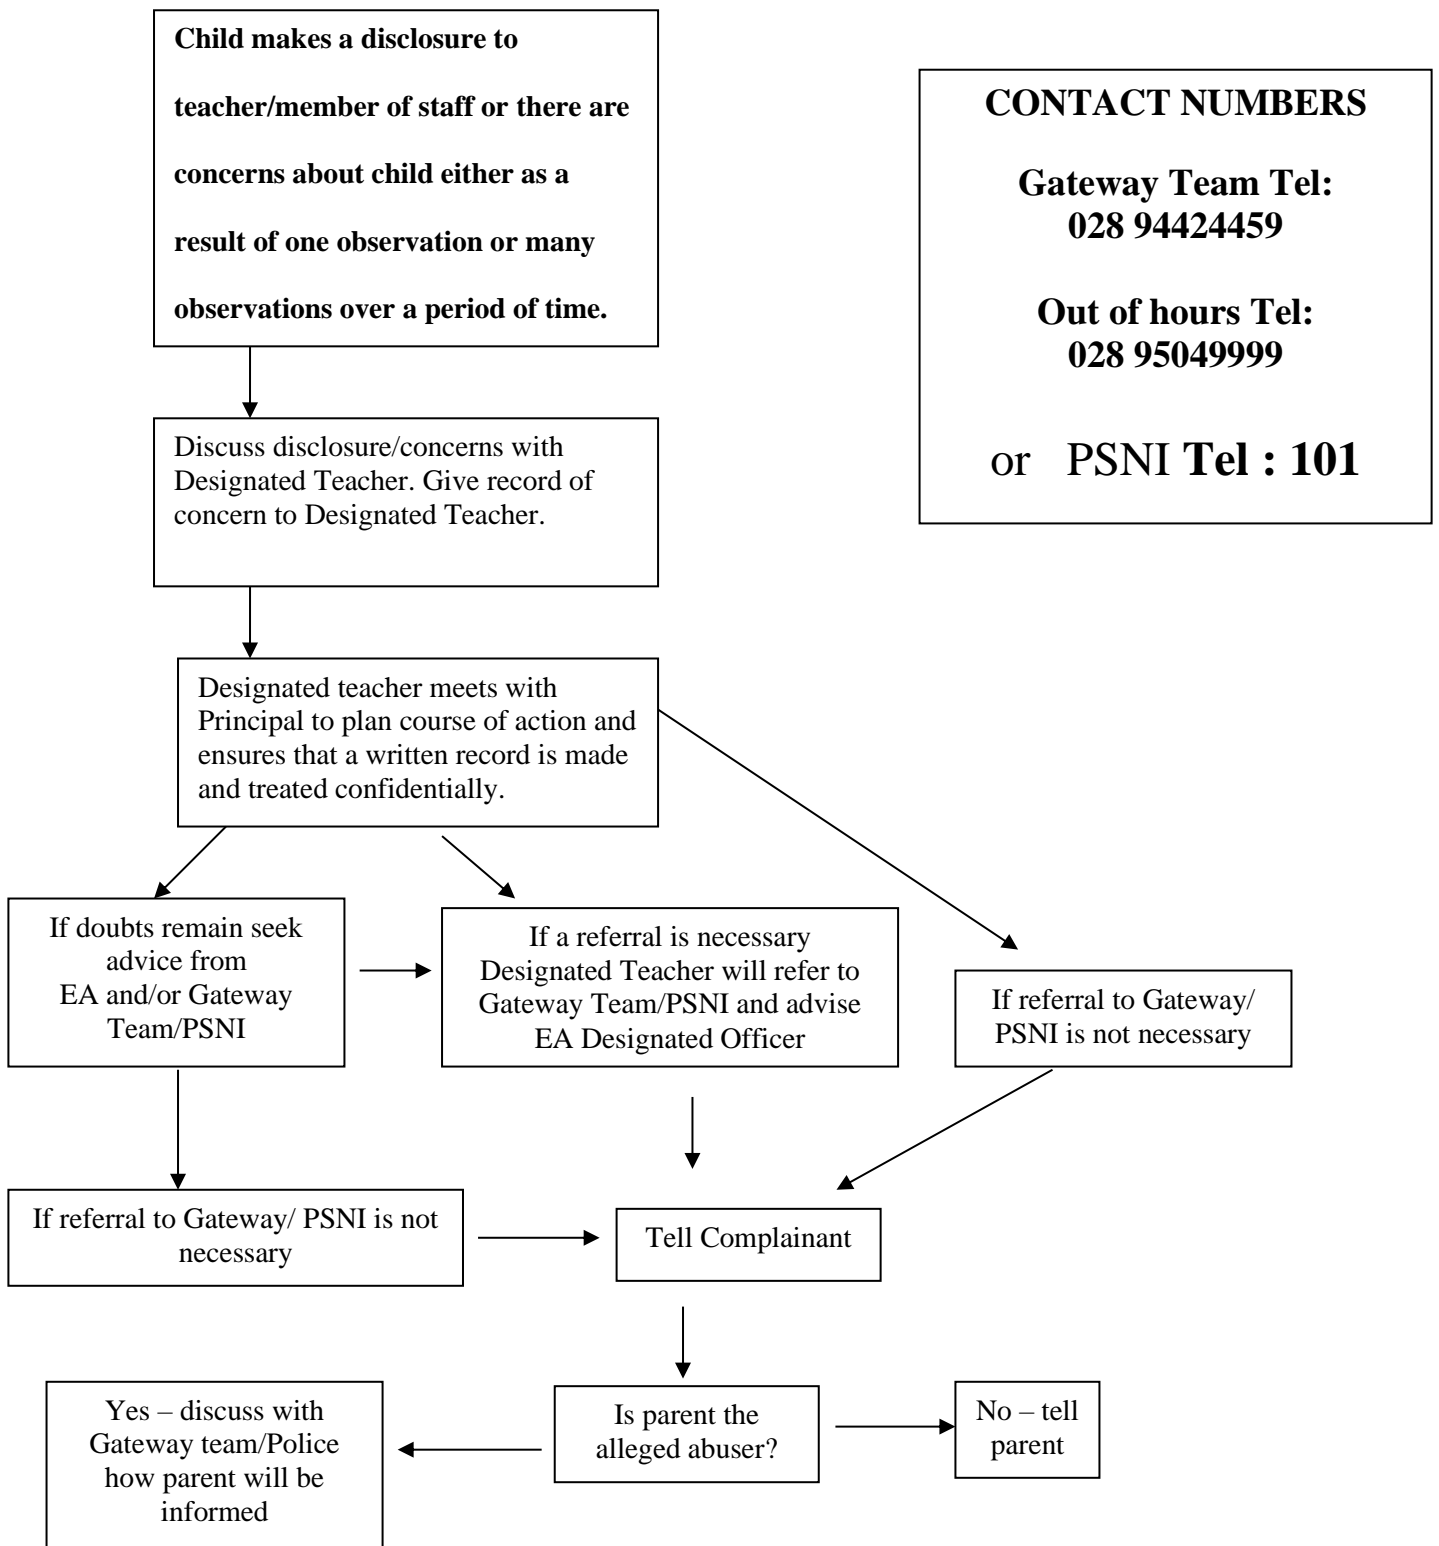 Child makes a disclosure to
teacher/member of staff or there are
concerns about child either as a
result of one observation or many
observations over a period of time.
CONTACT NUMBERS
Gateway Team Tel:
028 94424459
Out of hours Tel:
028 95049999
or PSNI Tel : 101
Discuss disclosure/concerns with
Designated Teacher. Give record of
concern to Designated Teacher.
Designated teacher meets with
Principal to plan course of action and
ensures that a written record is made
and treated confidentially.
If doubts remain seek
advice from
EA and/or Gateway
Team/PSNI
If a referral is necessary
Designated Teacher will refer to
Gateway Team/PSNI and advise
EA Designated Officer
If referral to Gateway/
PSNI is not necessary
If referral to Gateway/ PSNI is not
necessary
Tell Complainant
Yes – discuss with
Gateway team/Police
how parent will be
informed
Is parent the
alleged abuser?
No – tell
parent